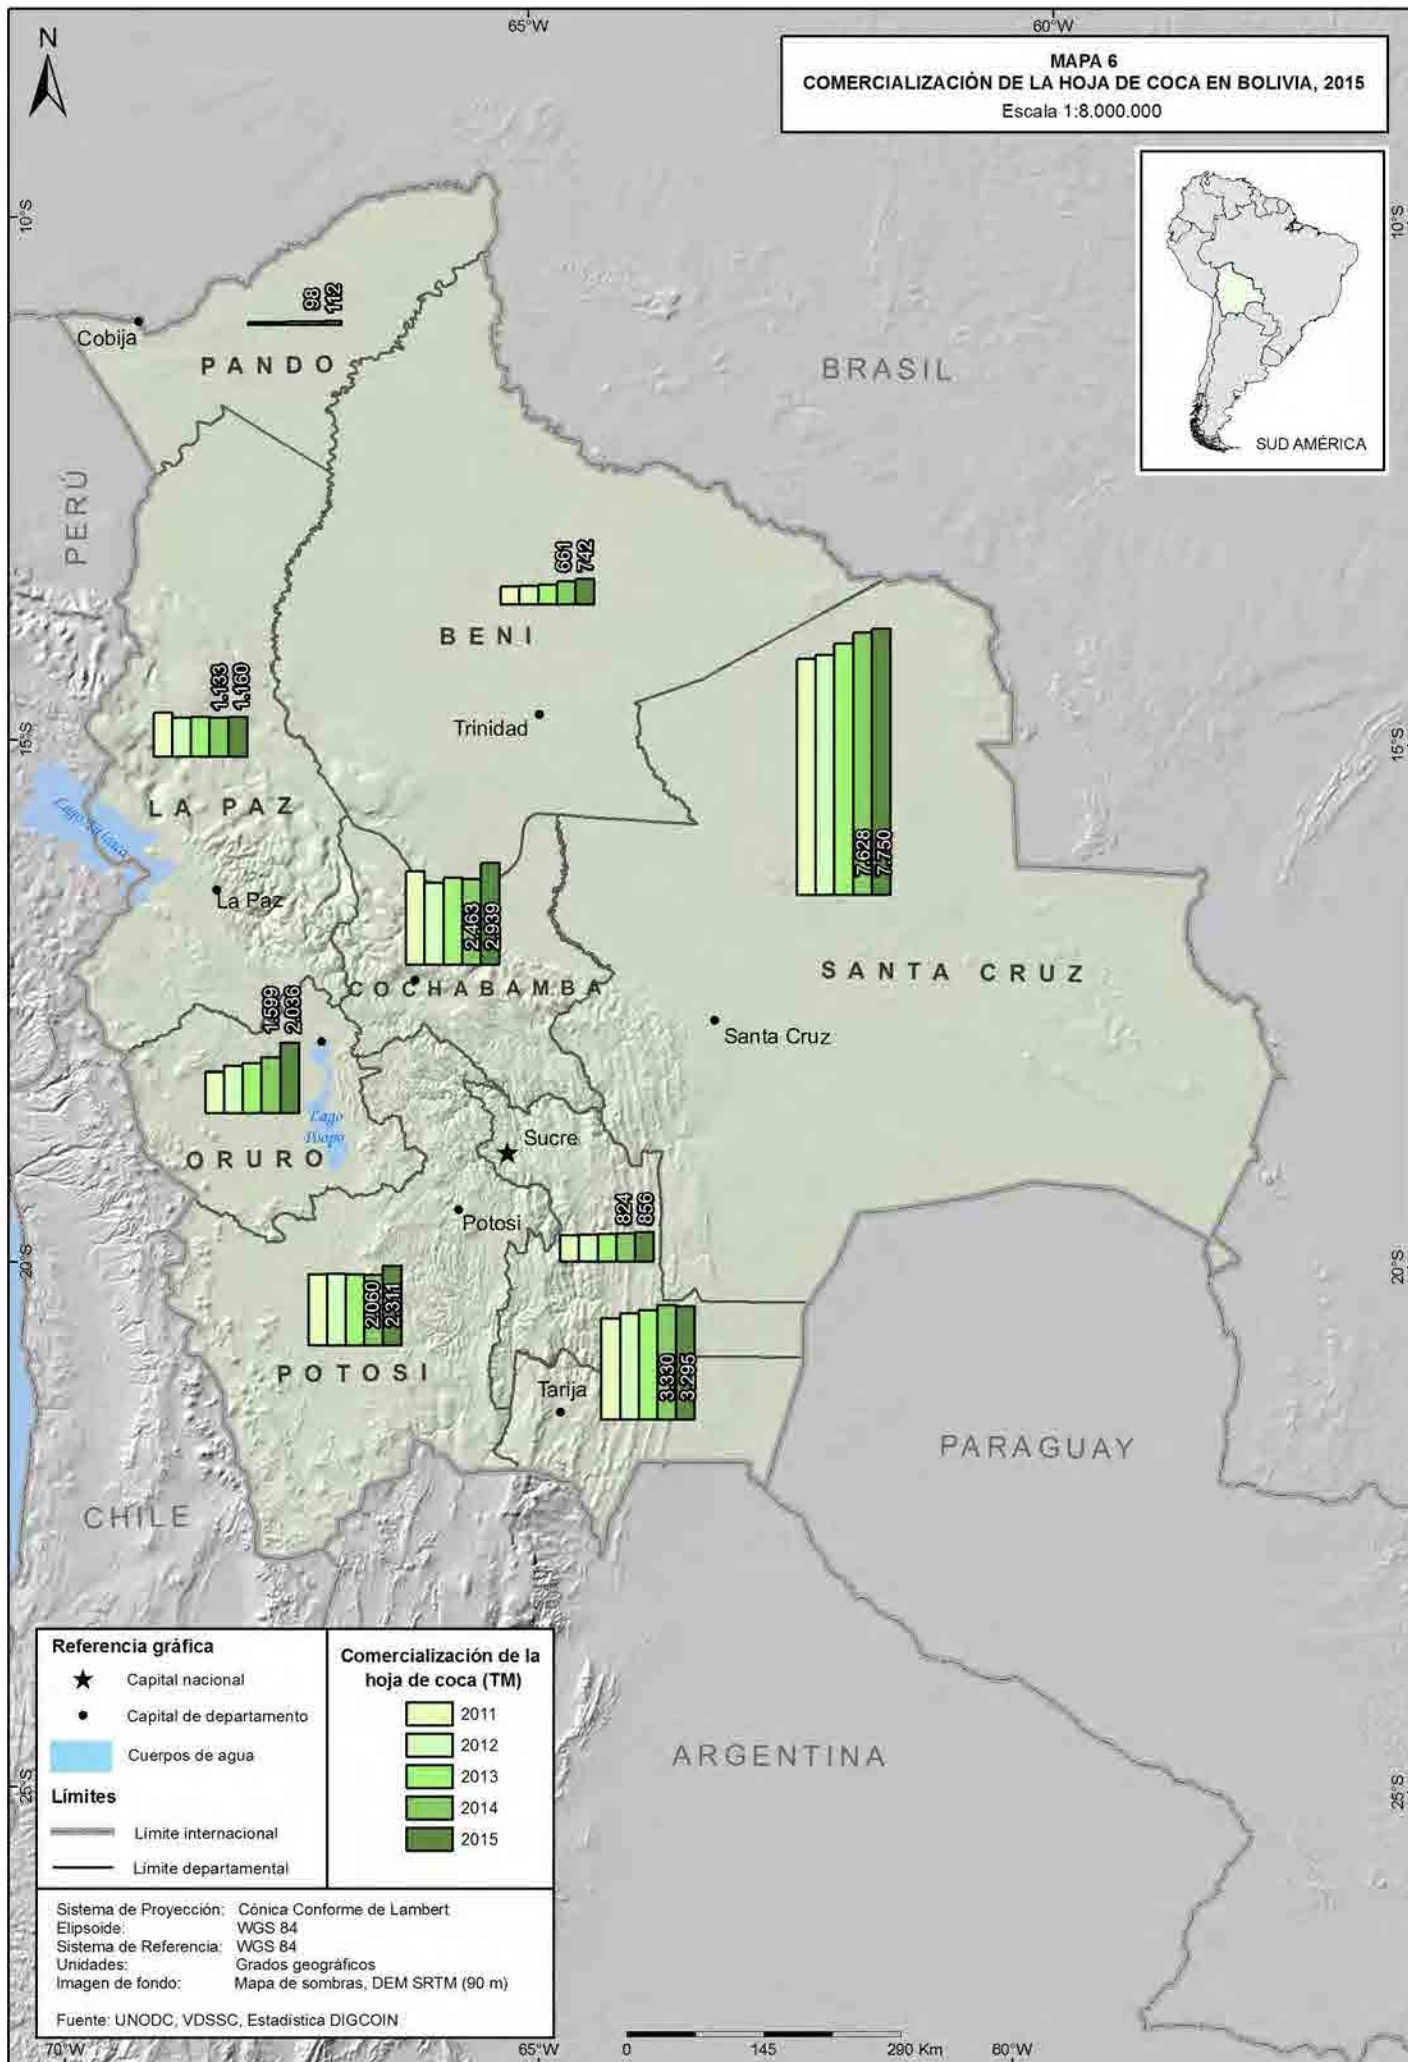 65°W
60°W
N
MAPA 6
COMERCIALIZACIÓN DE LA HOJA DE COCA EN BOLIVIA, 2015
Escala 1:8.000.000
10°S
10°S
SUD AMÉRICA
98
112
Cobija
PANDO
BRASIL
PERÚ
661
742
BENI
1.133
1.160
Trinidad
15°S
15°S
LA PAZ
Lago
La Paz
7.628
7.750
2.463
2.939
SANTA CRUZ
COCHABAMBA
1.599
2.036
Santa Cruz
Lago
Poopo
Sucre
ORURO
Potosi
824
856
20°S
20°S
2.060
2.311
POTOSI
Tarija
3.330
3.295
PARAGUAY
CHILE
ARGENTINA
25°S
25°S
Referencia gráfica
Capital nacional
Capital de departamento
Cuerpos de agua
Límites
Límite internacional
Límite departamental
Comercialización de la
hoja de coca (TM)
2011
2012
2013
2014
2015
Sistema de Proyección: Cónica Conforme de Lambert
Elipsoide: WGS 84
Sistema de Referencia: WGS 84
Unidades: Grados geográficos
Imagen de fondo: Mapa de sombras, DEM SRTM (90 m)
Fuente: UNODC, VDSSC, Estadística DIGCOIN
70°W
65°W
0 145 290 Km
60°W